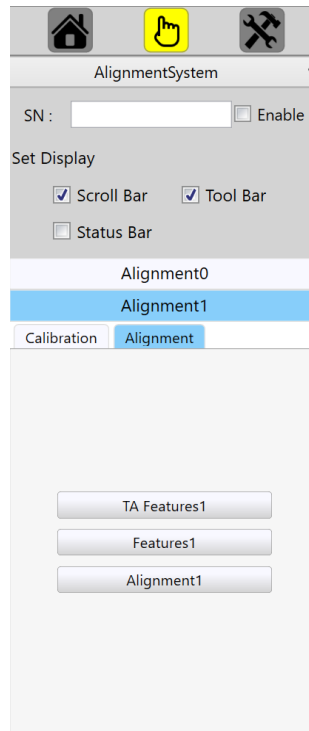 AlignmentSystem
SN : Enable
Set Display
Scroll Bar Tool Bar
Status Bar
Alignment0
Alignment1
Calibration Alignment
TA Features1
Features1
Alignment1